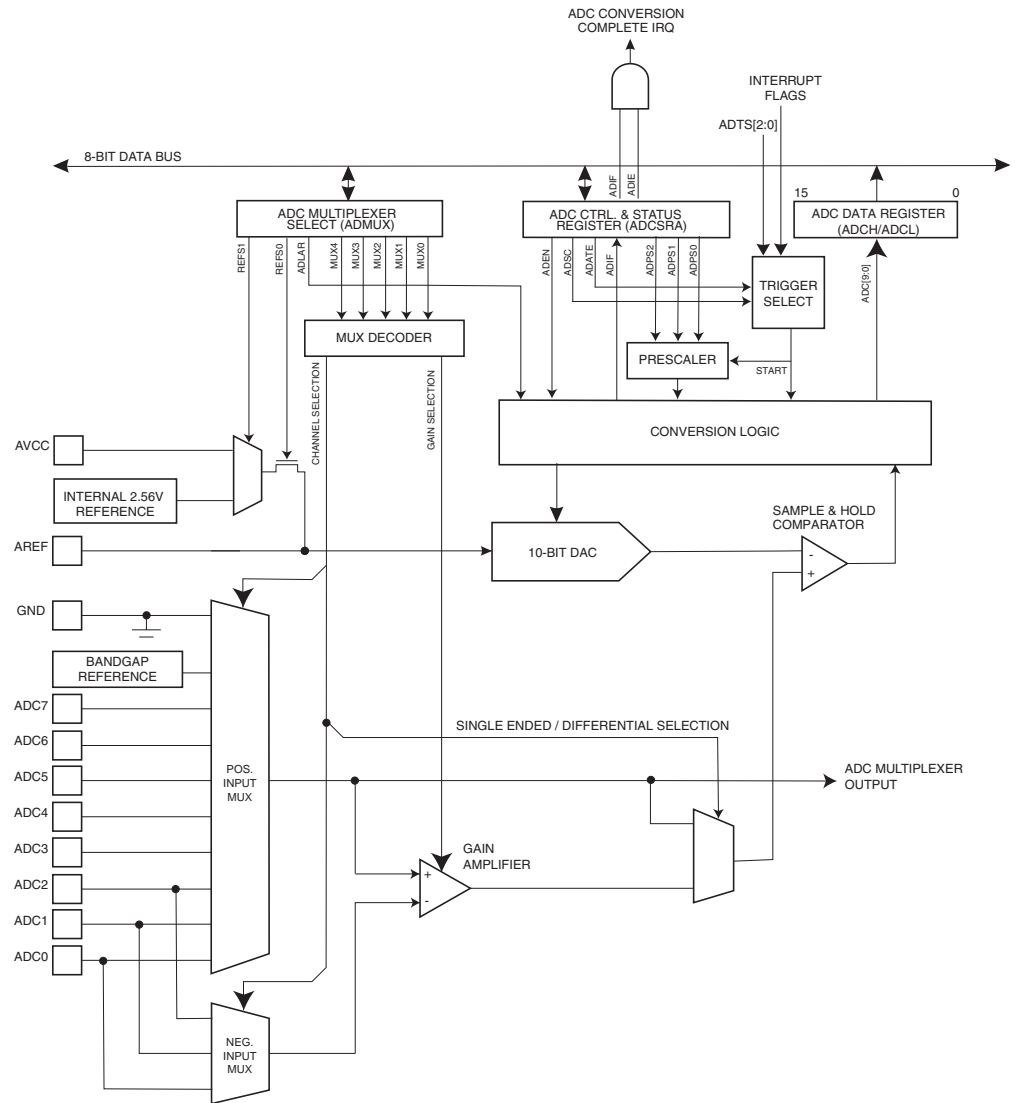 ADC CONVERSION
COMPLETE IRQ
INTERRUPT
FLAGS
ADTS[2:0]
8-BIT DATA BUS
ADIF
ADIE
15
0
ADC MULTIPLEXER
SELECT (ADMUX)
ADC CTRL. & STATUS
REGISTER (ADCSRA)
ADC DATA REGISTER
(ADCH/ADCL)
REFS1
REFS0
ADLAR
MUX4
MUX3
MUX2
MUX1
MUX0
ADEN
ADSC
ADATE
ADIF
ADPS2
ADPS1
ADPS0
TRIGGER
SELECT
ADC[9:0]
MUX DECODER
PRESCALER
START
CHANNEL SELECTION
GAIN SELECTION
CONVERSION LOGIC
AVCC
INTERNAL 2.56V
REFERENCE
SAMPLE & HOLD
COMPARATOR
AREF
10-BIT DAC
-
+
GND
BANDGAP
REFERENCE
ADC7
SINGLE ENDED / DIFFERENTIAL SELECTION
ADC6
ADC5
POS.
INPUT
MUX
ADC MULTIPLEXER
OUTPUT
ADC4
ADC3
GAIN
AMPLIFIER
+
-
ADC2
ADC1
ADC0
NEG.
INPUT
MUX